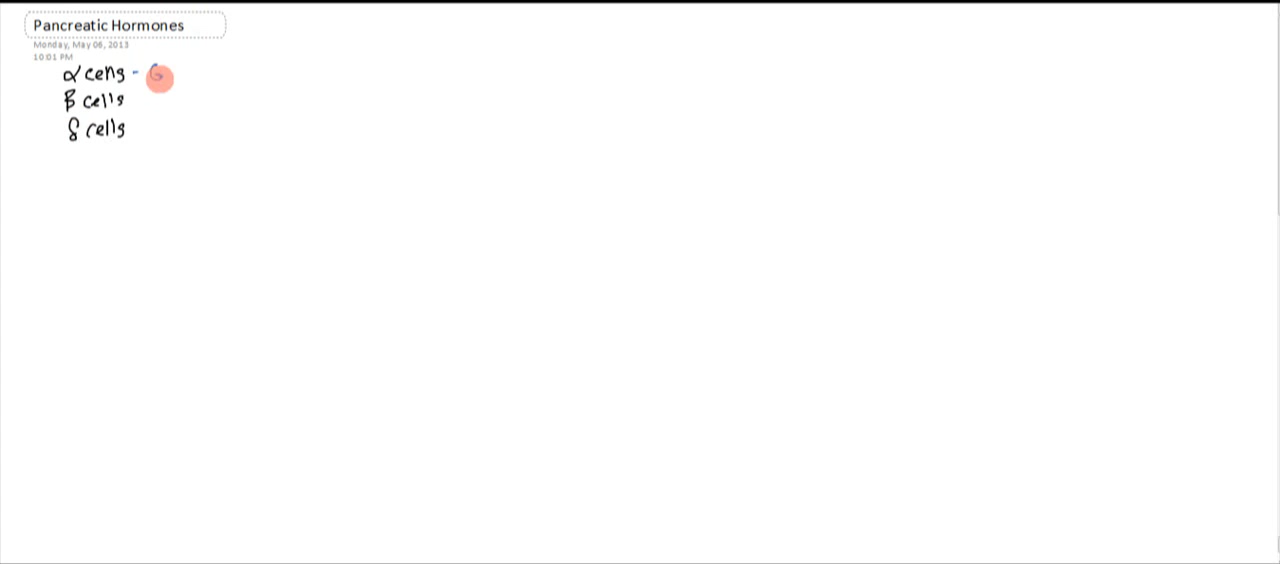 Pancreatic Hormones
Monday, May 06, 2013
10:01 PM
α cells - G
β cells
δ cells